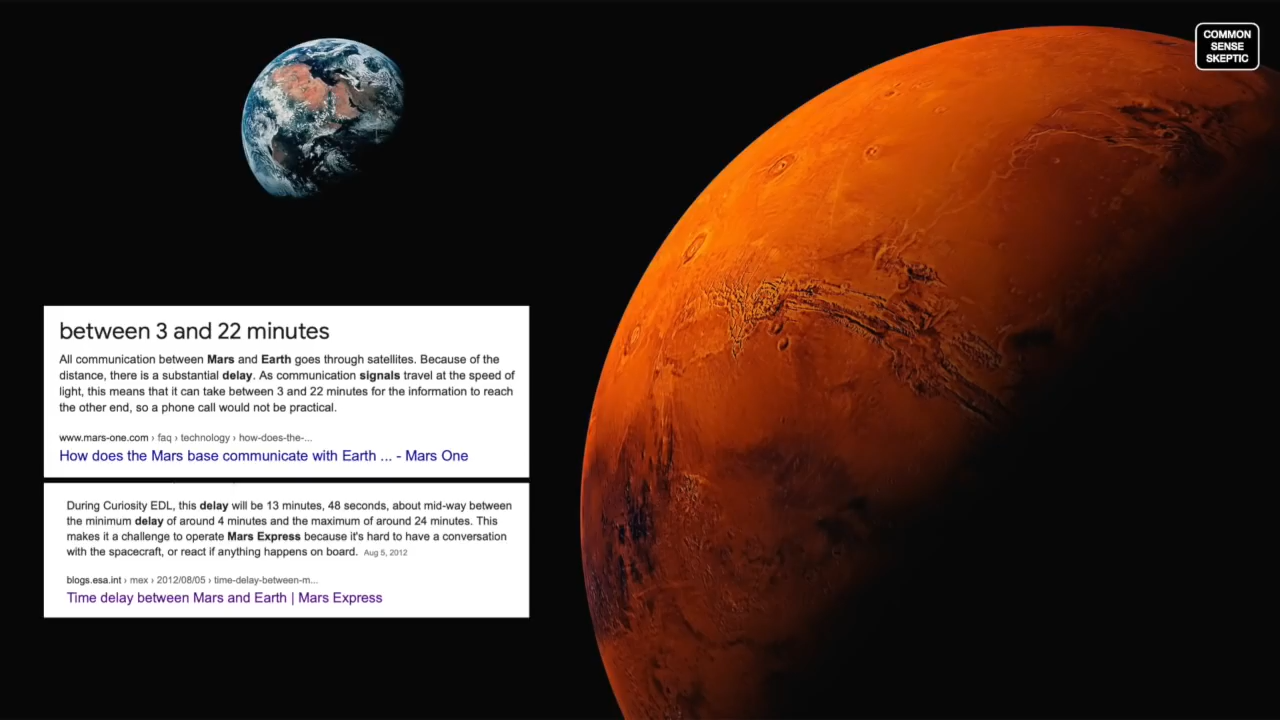 COMMON
SENSE
SKEPTIC
between 3 and 22 minutes
All communication between Mars and Earth goes through satellites. Because of the
distance, there is a substantial delay. As communication signals travel at the speed of
light, this means that it can take between 3 and 22 minutes for the information to reach
the other end, so a phone call would not be practical.
www.mars-one.com › faq › technology › how-does-the-...
How does the Mars base communicate with Earth ... - Mars One
During Curiosity EDL, this delay will be 13 minutes, 48 seconds, about mid-way between
the minimum delay of around 4 minutes and the maximum of around 24 minutes. This
makes it a challenge to operate Mars Express because it's hard to have a conversation
with the spacecraft, or react if anything happens on board. Aug 5, 2012
blogs.esa.int › mex › 2012/08/05 › time-delay-between-m...
Time delay between Mars and Earth | Mars Express